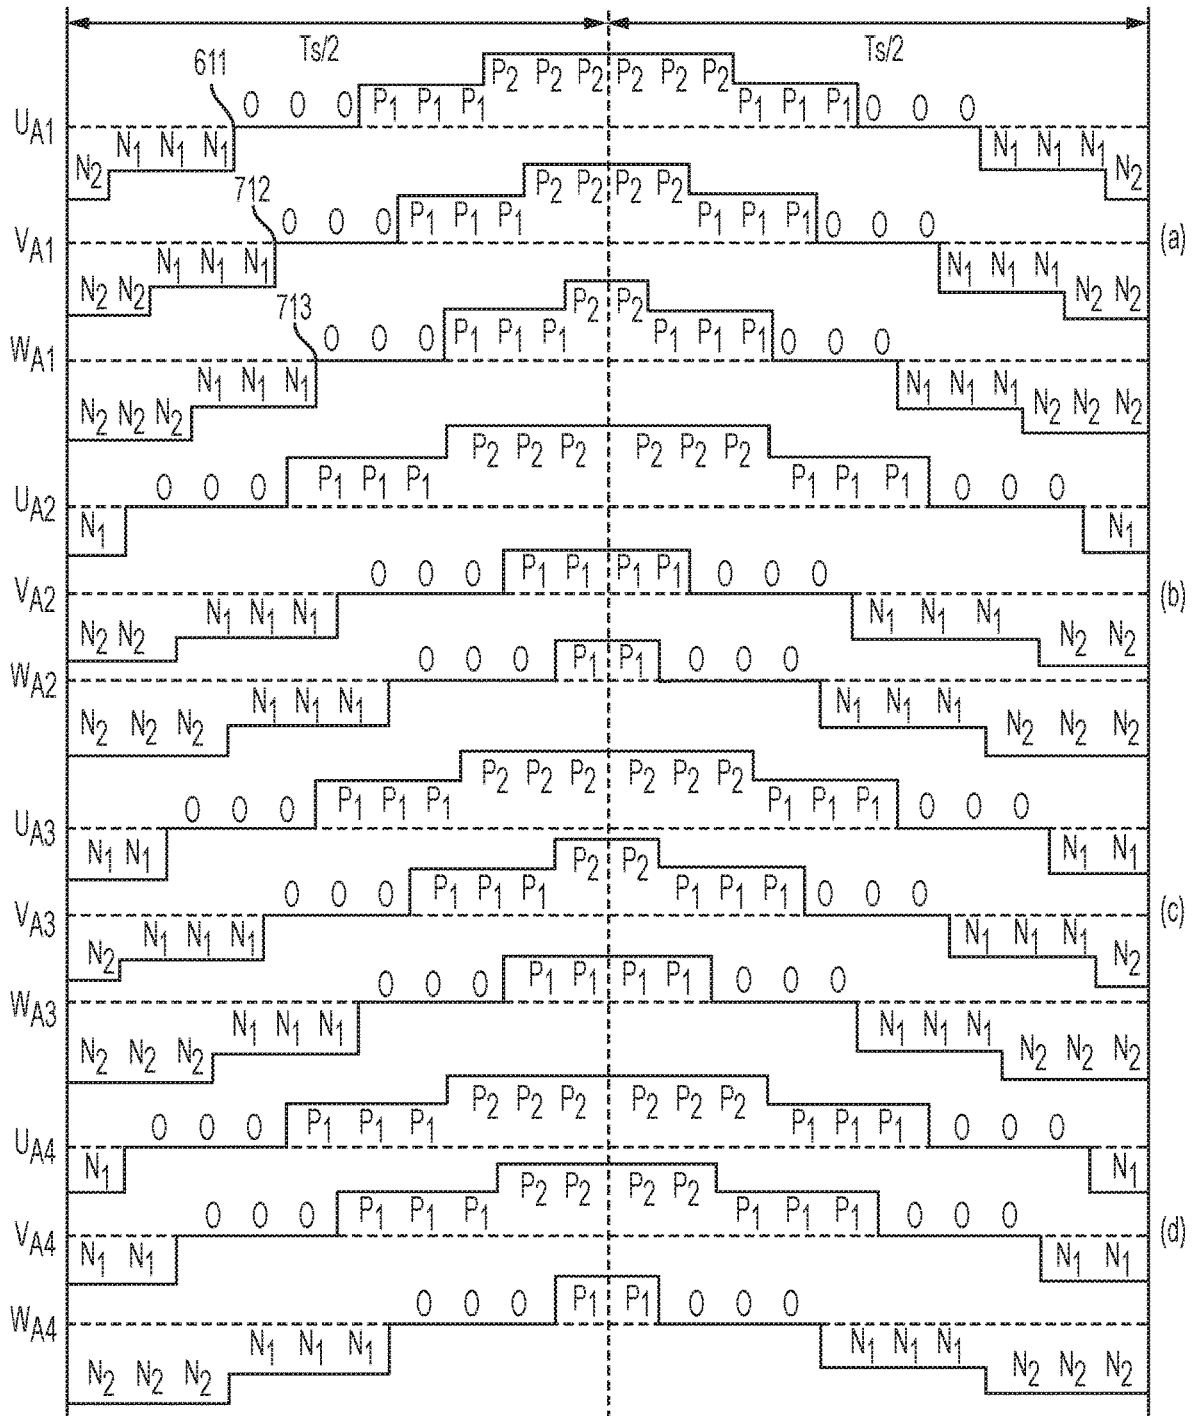 Ts/2 Ts/2
611
P₂ P₂ P₂ P₂ P₂ P₂
0 0 0 P₁ P₁ P₁ P₁ P₁ P₁ 0 0 0
U_A1
N₂ N₁ N₁ N₁ N₁ N₁ N₁ N₂
712
P₂ P₂ P₂ P₂
0 0 0 P₁ P₁ P₁ P₁ P₁ P₁ 0 0 0
V_A1 (a)
N₂ N₂ N₁ N₁ N₁ N₁ N₁ N₁ N₂ N₂
713
P₂ P₂
0 0 0 P₁ P₁ P₁ P₁ P₁ P₁ 0 0 0
W_A1
N₂ N₂ N₂ N₁ N₁ N₁ N₁ N₁ N₁ N₂ N₂ N₂
P₂ P₂ P₂ P₂ P₂ P₂
0 0 0 P₁ P₁ P₁ P₁ P₁ P₁ 0 0 0
U_A2
N₁ N₁
0 0 0 P₁ P₁ P₁ P₁ 0 0 0
V_A2 (b)
N₂ N₂ N₁ N₁ N₁ N₁ N₁ N₁ N₂ N₂
0 0 0 P₁ P₁ 0 0 0
W_A2
N₂ N₂ N₂ N₁ N₁ N₁ N₁ N₁ N₁ N₂ N₂ N₂
P₂ P₂ P₂ P₂ P₂ P₂
0 0 0 P₁ P₁ P₁ P₁ P₁ P₁ 0 0 0
U_A3
N₁ N₁ N₁ N₁
P₂ P₂
0 0 0 P₁ P₁ P₁ P₁ P₁ P₁ 0 0 0
V_A3 (c)
N₂ N₁ N₁ N₁ N₁ N₁ N₁ N₂
0 0 0 P₁ P₁ P₁ P₁ 0 0 0
W_A3
N₂ N₂ N₂ N₁ N₁ N₁ N₁ N₁ N₁ N₂ N₂ N₂
P₂ P₂ P₂ P₂ P₂ P₂
0 0 0 P₁ P₁ P₁ P₁ P₁ P₁ 0 0 0
U_A4
N₁ N₁
P₂ P₂ P₂ P₂
0 0 0 P₁ P₁ P₁ P₁ P₁ P₁ 0 0 0
V_A4 (d)
N₁ N₁ N₁ N₁
0 0 0 P₁ P₁ 0 0 0
W_A4
N₂ N₂ N₂ N₁ N₁ N₁ N₁ N₁ N₁ N₂ N₂ N₂